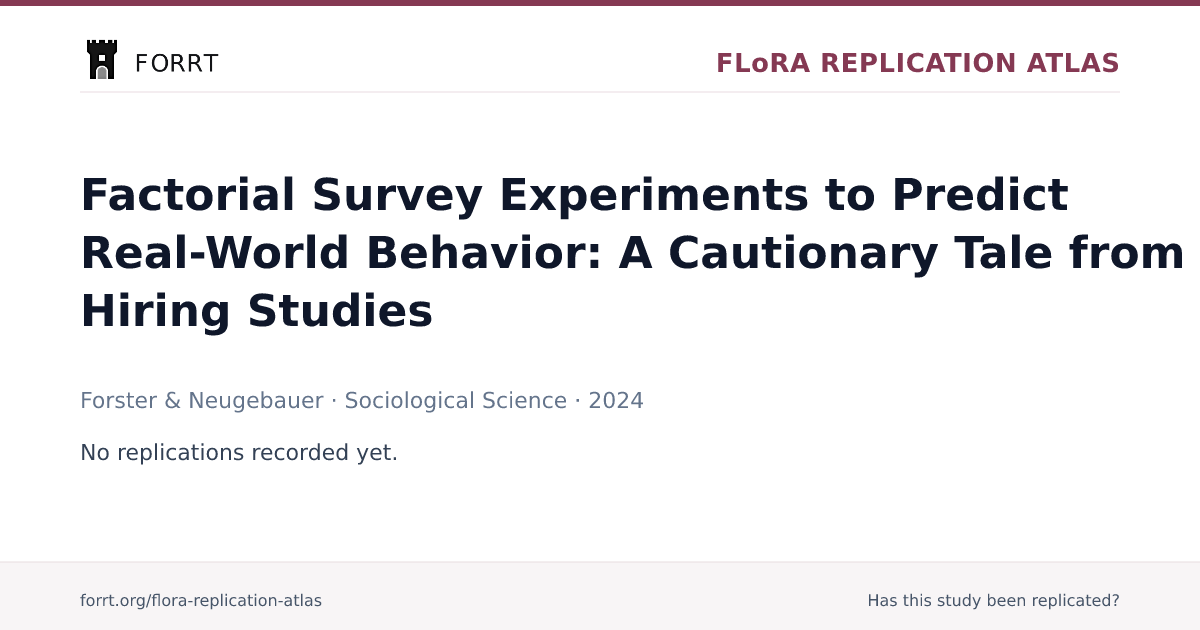 FORRT
FLoRA REPLICATION ATLAS
Factorial Survey Experiments to Predict
Real-World Behavior: A Cautionary Tale from
Hiring Studies
Forster & Neugebauer · Sociological Science · 2024
No replications recorded yet.
forrt.org/flora-replication-atlas
Has this study been replicated?